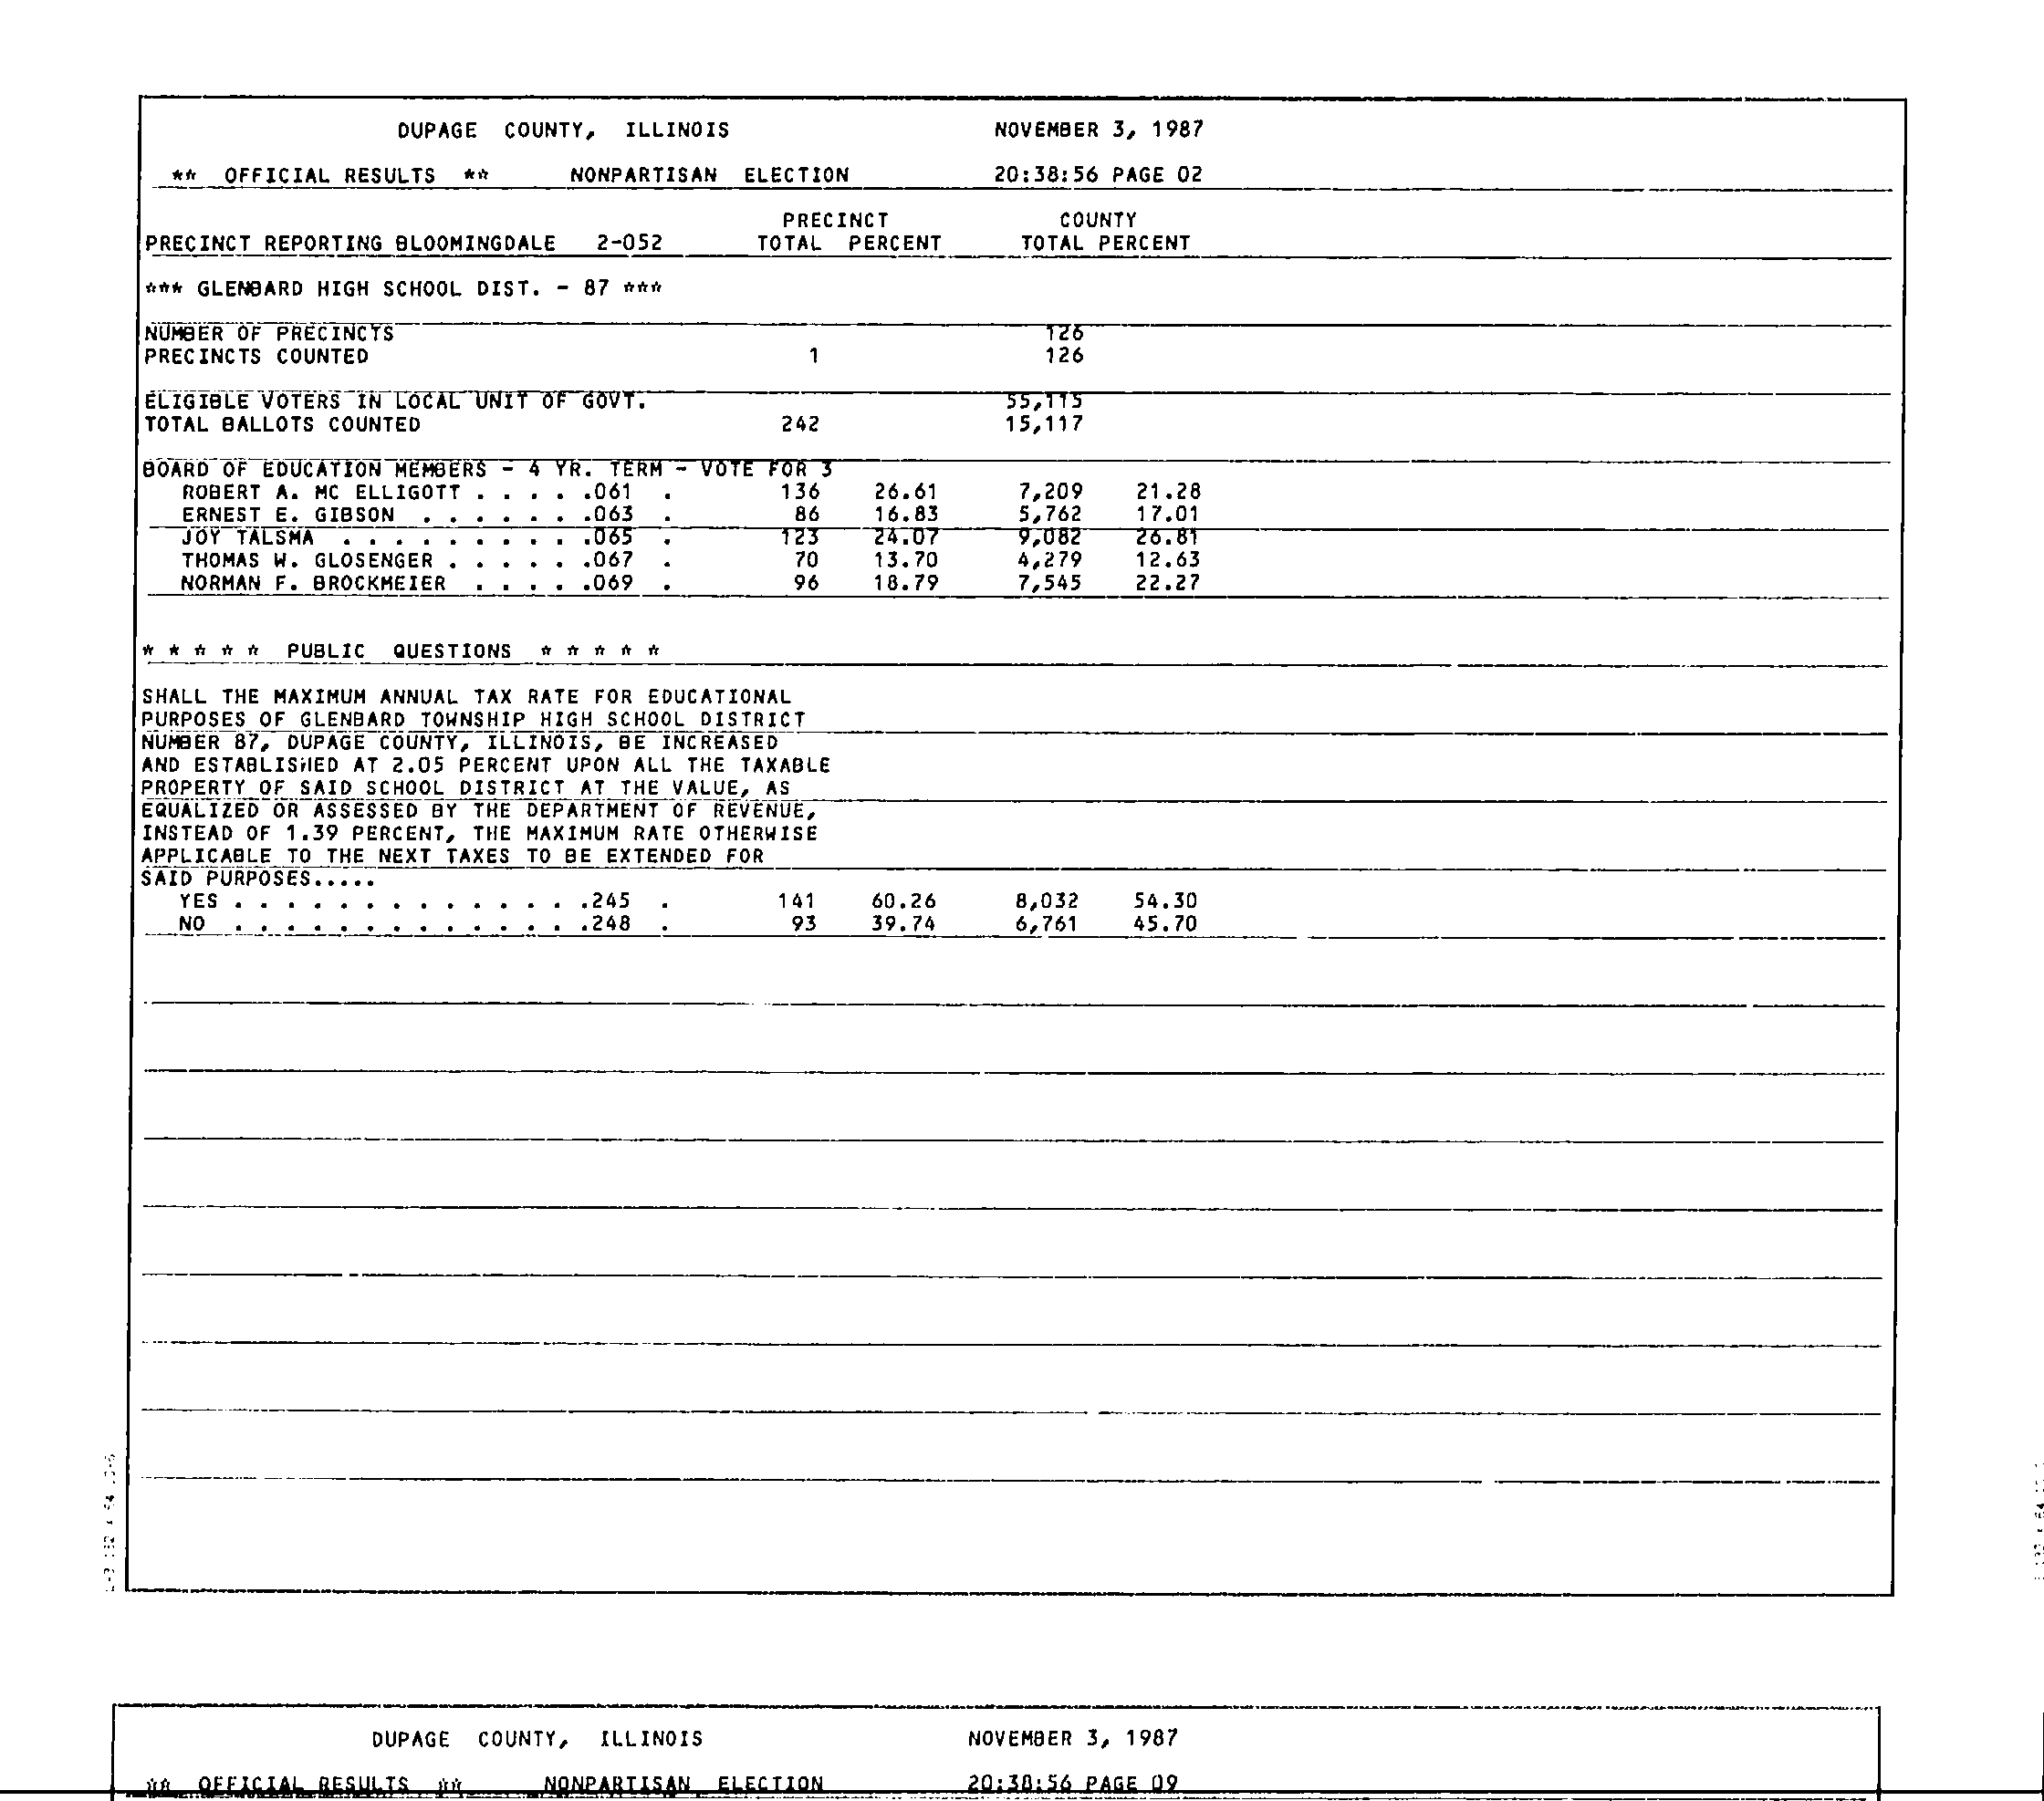 DUPAGE COUNTY, ILLINOIS NOVEMBER 3, 1987
** OFFICIAL RESULTS ** NONPARTISAN ELECTION 20:38:56 PAGE 02
PRECINCT COUNTY
PRECINCT REPORTING BLOOMINGDALE 2-052 TOTAL PERCENT TOTAL PERCENT
*** GLENBARD HIGH SCHOOL DIST. - 87 ***
NUMBER OF PRECINCTS 126
PRECINCTS COUNTED 1 126
ELIGIBLE VOTERS IN LOCAL UNIT OF GOVT. 55,115
TOTAL BALLOTS COUNTED 242 15,117
BOARD OF EDUCATION MEMBERS - 4 YR. TERM - VOTE FOR 3
ROBERT A. MC ELLIGOTT . . . . .061 . 136 26.61 7,209 21.28
ERNEST E. GIBSON . . . . . . .063 . 86 16.83 5,762 17.01
JOY TALSMA . . . . . . . . . .065 . 123 24.07 9,082 26.81
THOMAS W. GLOSENGER . . . . . .067 . 70 13.70 4,279 12.63
NORMAN F. BROCKMEIER . . . . .069 . 96 18.79 7,545 22.27
* * * * * PUBLIC QUESTIONS * * * * *
SHALL THE MAXIMUM ANNUAL TAX RATE FOR EDUCATIONAL
PURPOSES OF GLENBARD TOWNSHIP HIGH SCHOOL DISTRICT
NUMBER 87, DUPAGE COUNTY, ILLINOIS, BE INCREASED
AND ESTABLISHED AT 2.05 PERCENT UPON ALL THE TAXABLE
PROPERTY OF SAID SCHOOL DISTRICT AT THE VALUE, AS
EQUALIZED OR ASSESSED BY THE DEPARTMENT OF REVENUE,
INSTEAD OF 1.39 PERCENT, THE MAXIMUM RATE OTHERWISE
APPLICABLE TO THE NEXT TAXES TO BE EXTENDED FOR
SAID PURPOSES.....
YES . . . . . . . . . . . . . .245 . 141 60.26 8,032 54.30
NO . . . . . . . . . . . . . .248 . 93 39.74 6,761 45.70
DUPAGE COUNTY, ILLINOIS NOVEMBER 3, 1987
** OFFICIAL RESULTS ** NONPARTISAN ELECTION 20:38:56 PAGE 09